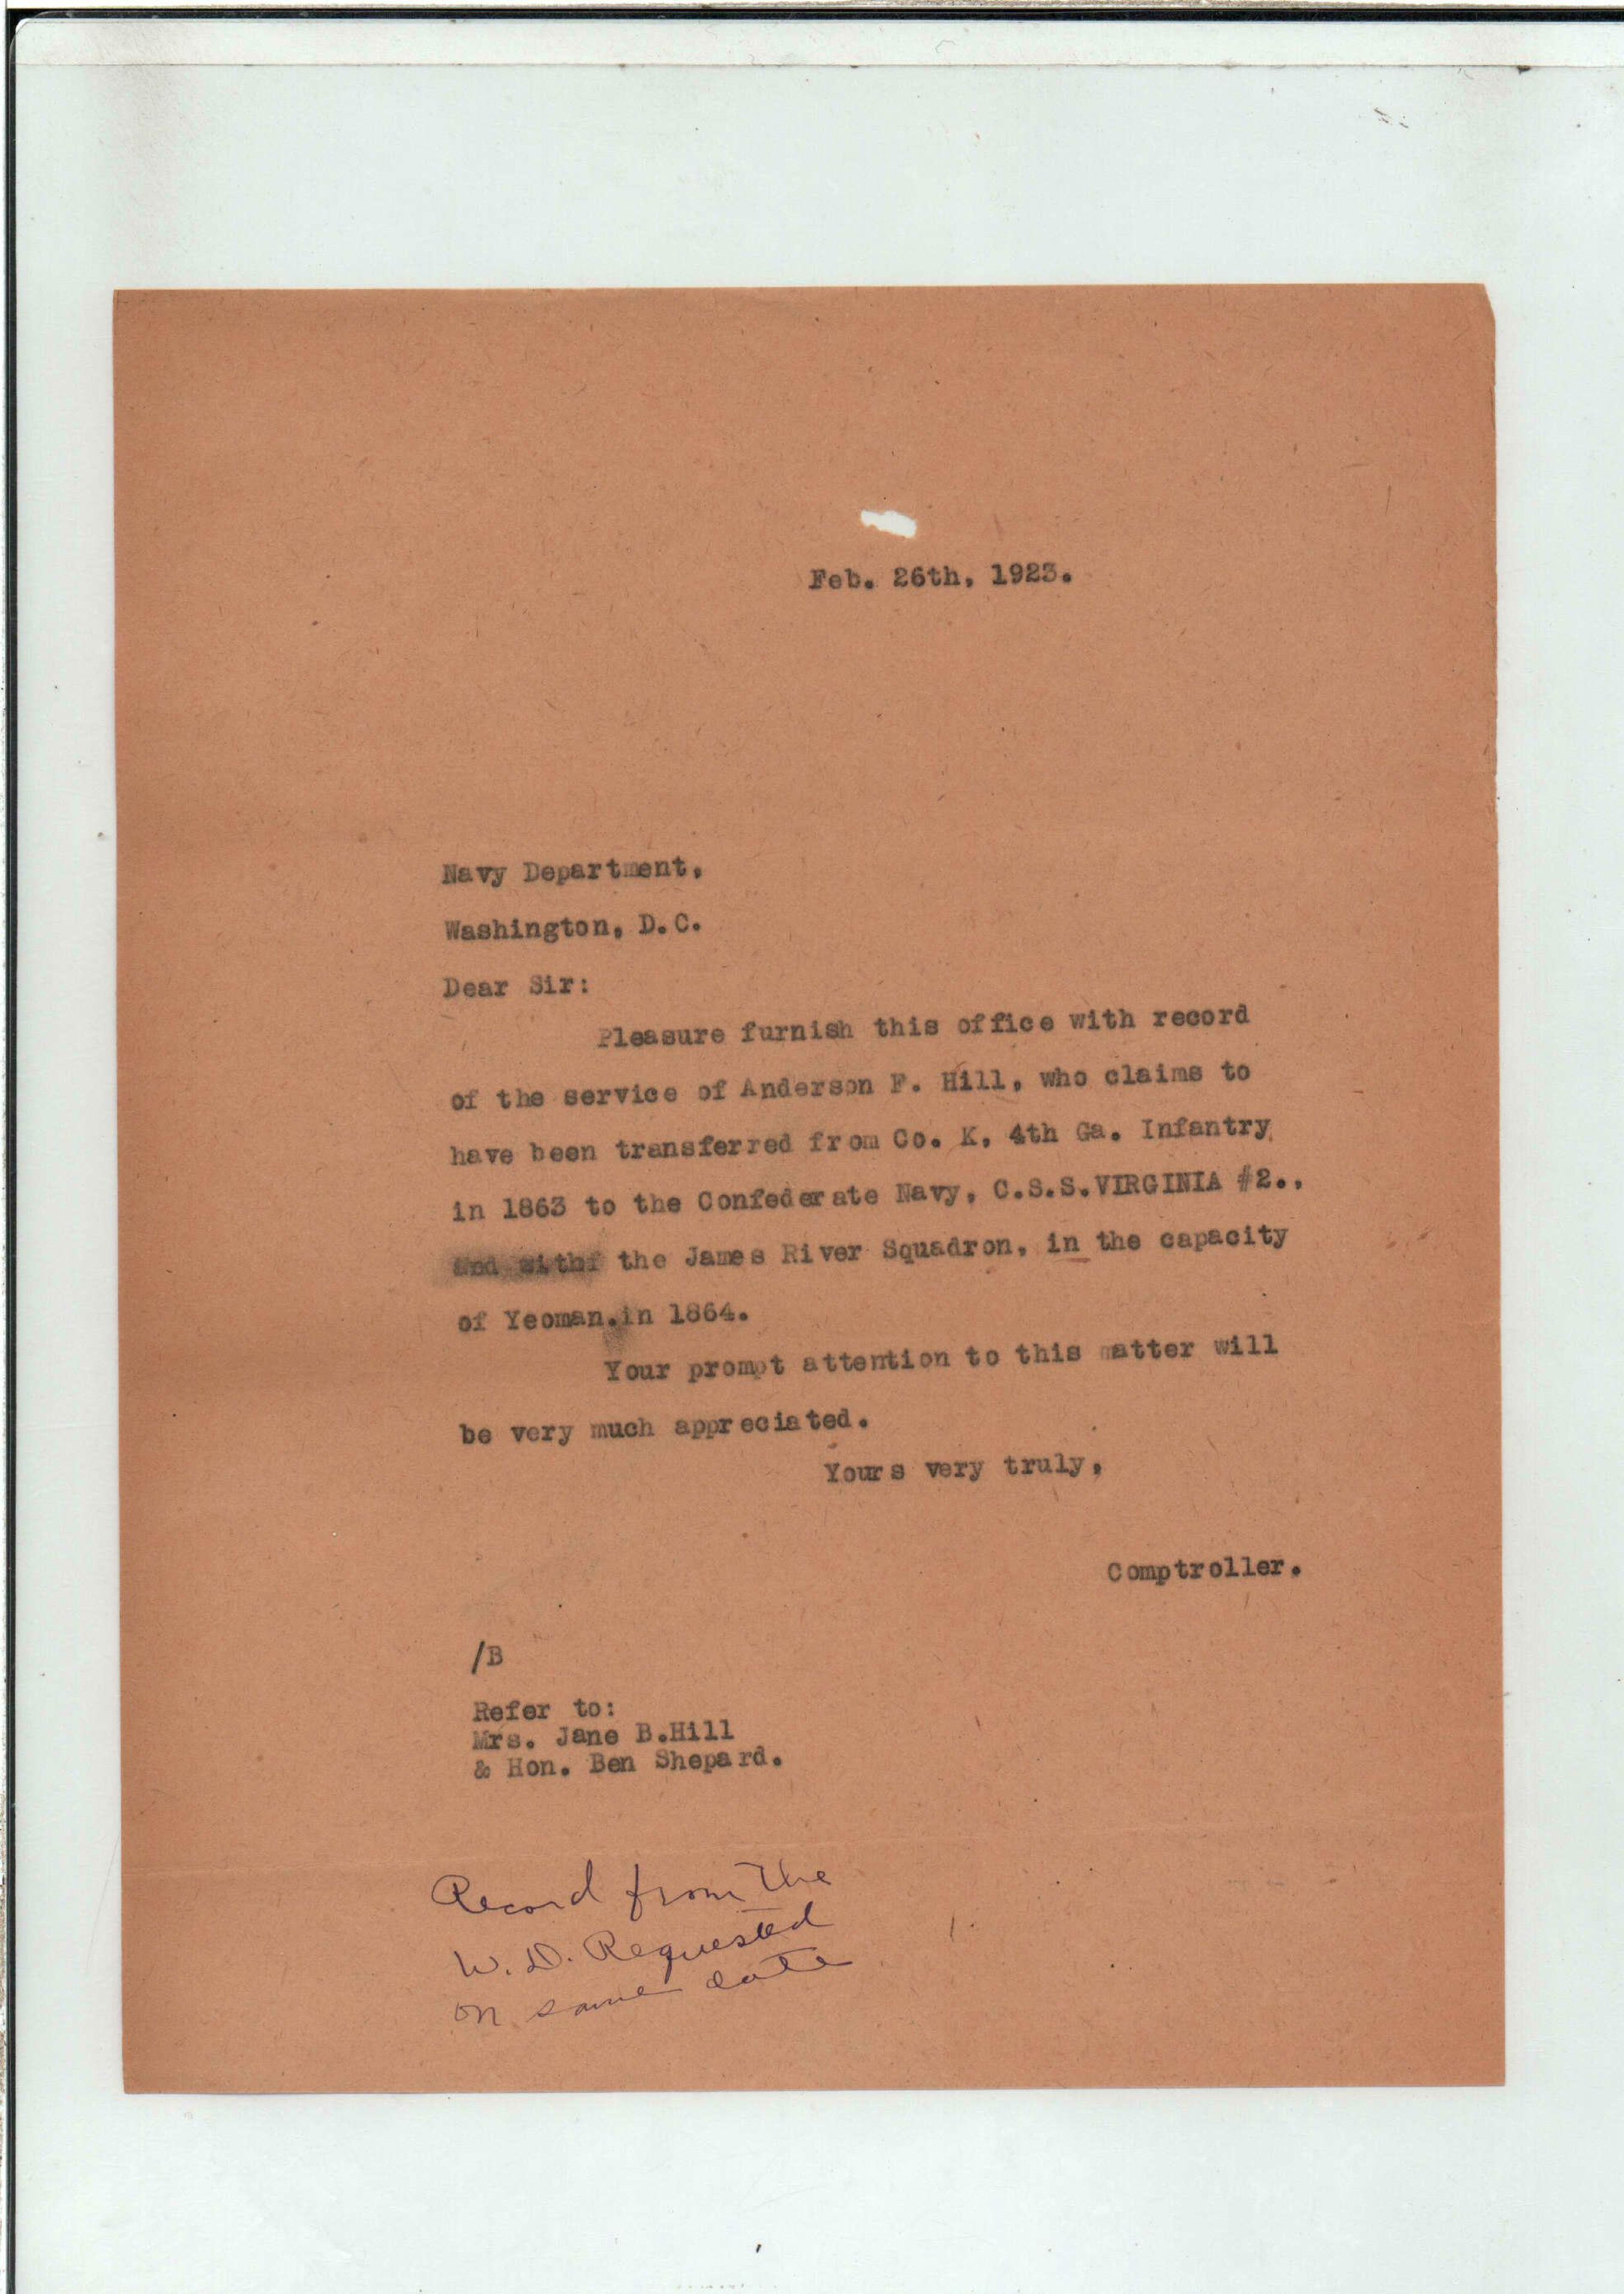 Feb. 26th, 1923.
Navy Department,
Washington, D.C.
Dear Sir:
Pleasure furnish this office with record
of the service of Anderson F. Hill, who claims to
have been transferred from Co. K, 4th Ga. Infantry
in 1863 to the Confederate Navy, C.S.S.VIRGINIA #2.,
and the James River Squadron, in the capacity
of Yeoman.in 1864.
Your prompt attention to this matter will
be very much appreciated.
Yours very truly,
Comptroller.
/B
Refer to:
Mrs. Jane B.Hill
& Hon. Ben Shepard.
Record from the
W.D. Requested
on same date